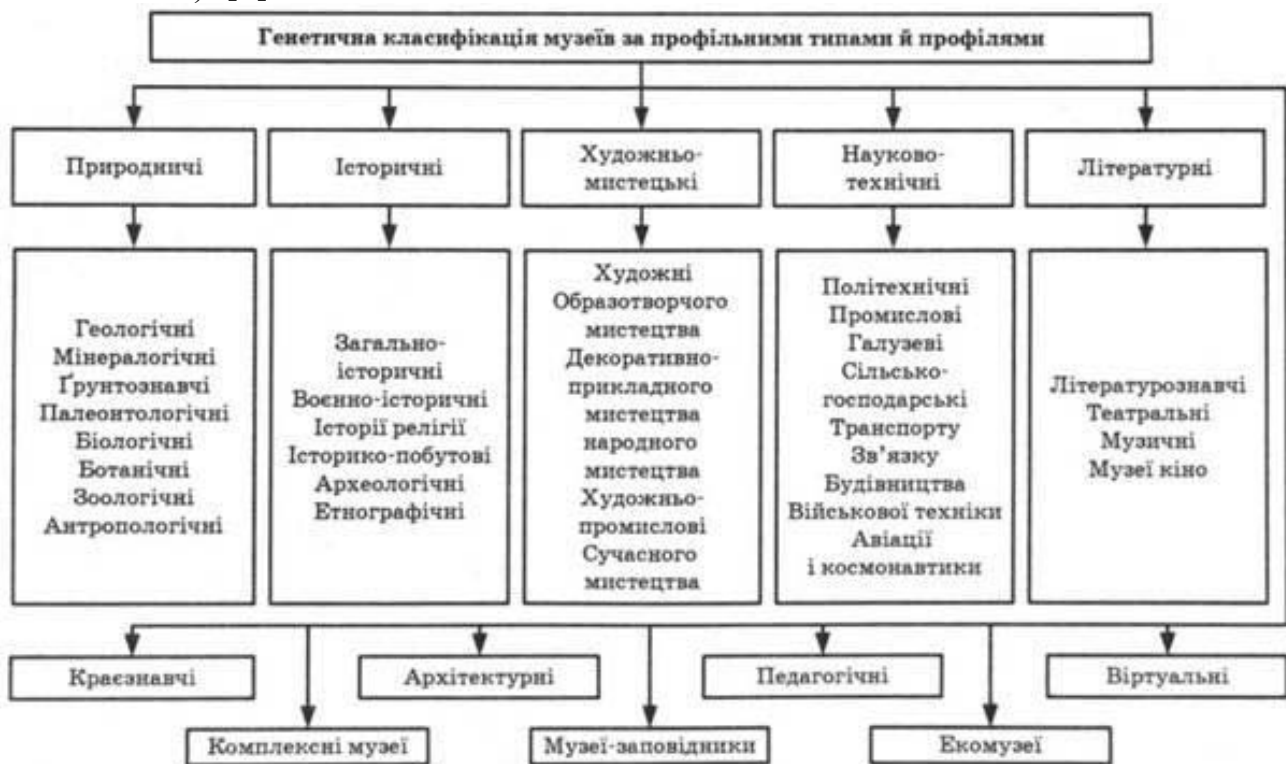 Генетична класифікація музеїв за профільними типами й профілями
Природничі
Історичні
Художньо-
мистецькі
Науково-
технічні
Літературні
Геологічні
Мінералогічні
Ґрунтознавчі
Палеонтологічні
Біологічні
Ботанічні
Зоологічні
Антропологічні
Загально-
історичні
Воєнно-історичні
Історії релігії
Історико-побутові
Археологічні
Етнографічні
Художні
Образотворчого
мистецтва
Декоративно-
прикладного
мистецтва
народного
мистецтва
Художньо-
промислові
Сучасного
мистецтва
Політехнічні
Промислові
Галузеві
Сільсько-
господарські
Транспорту
Зв'язку
Будівництва
Військової техніки
Авіації
і космонавтики
Літературознавчі
Театральні
Музичні
Музеї кіно
Краєзнавчі
Архітектурні
Педагогічні
Віртуальні
Комплексні музеї
Музеї-заповідники
Екомузеї